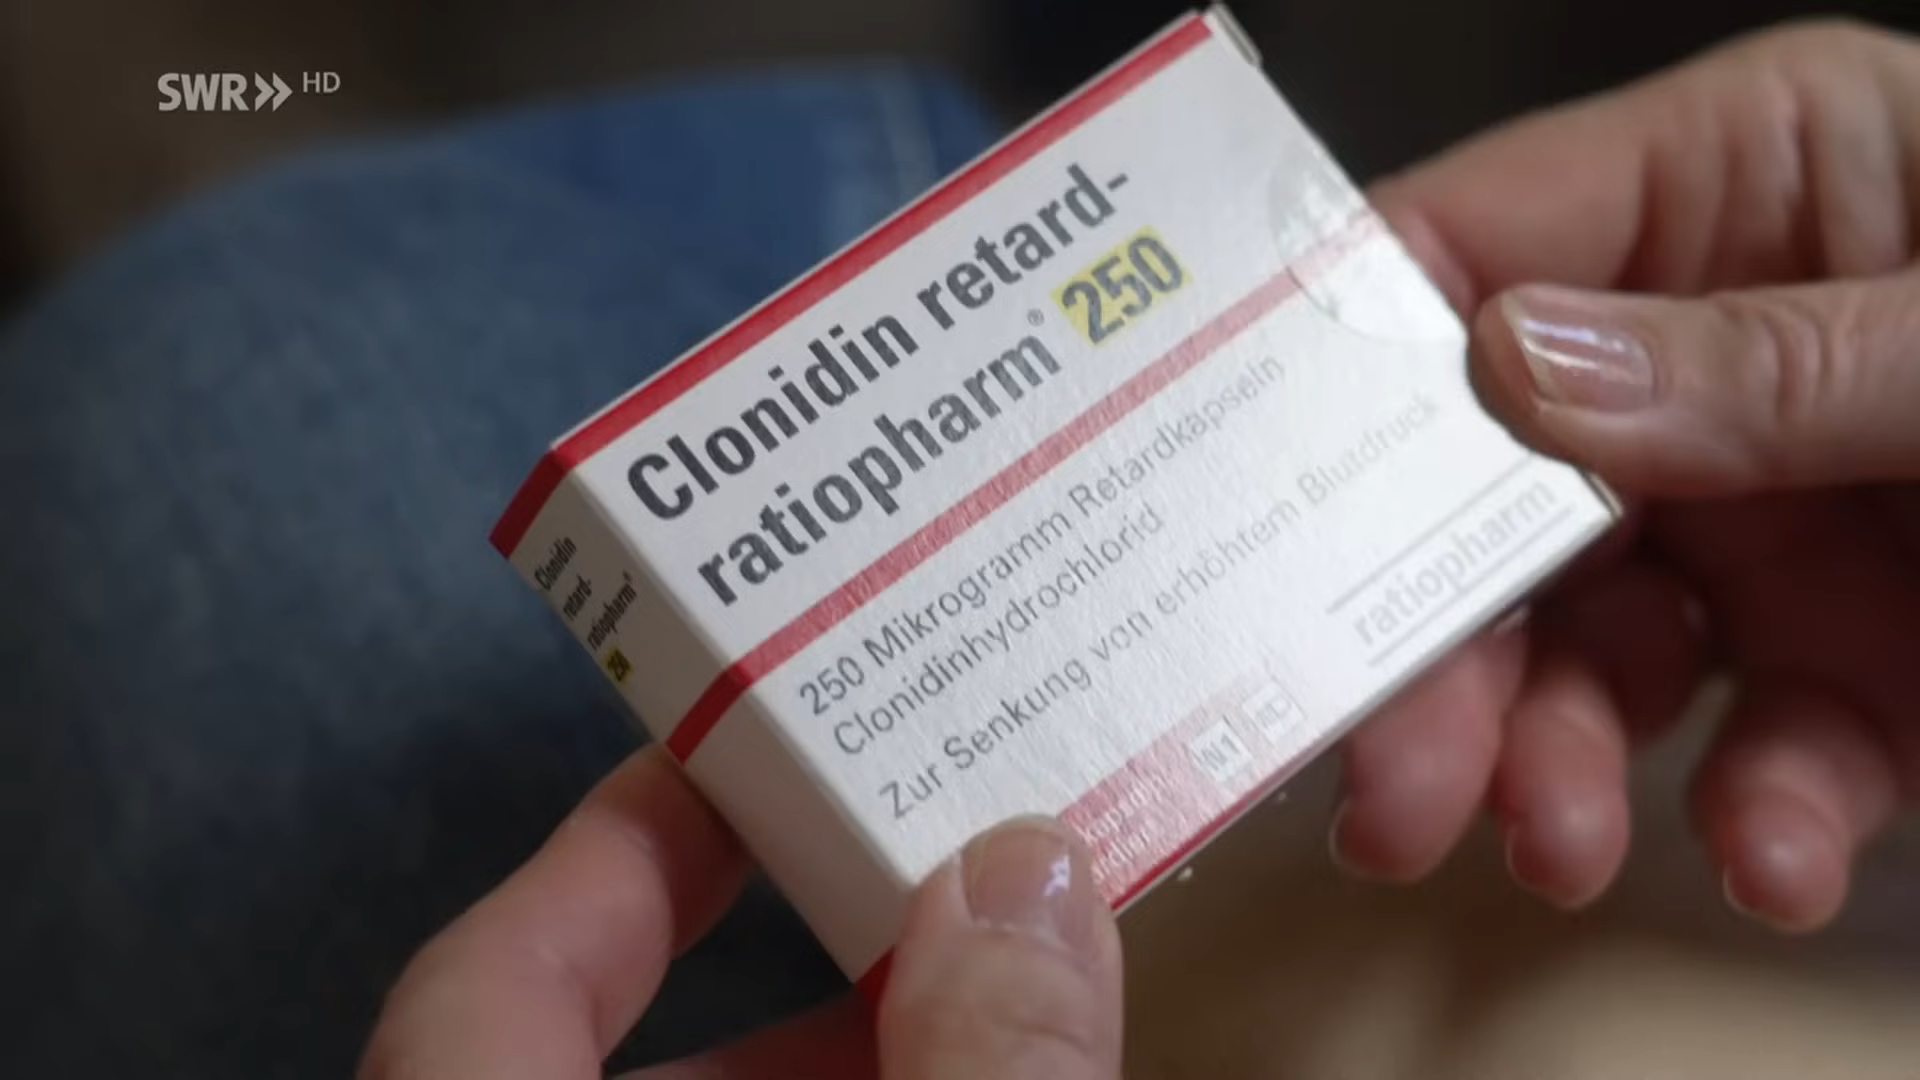 SWR HD
Clonidin retard-
ratiopharm® 250
250 Mikrogramm Retardkapseln
Clonidinhydrochlorid
Zur Senkung von erhöhtem Blutdruck
ratiopharm
N1
Clonidin
retard-
ratiopharm®
250